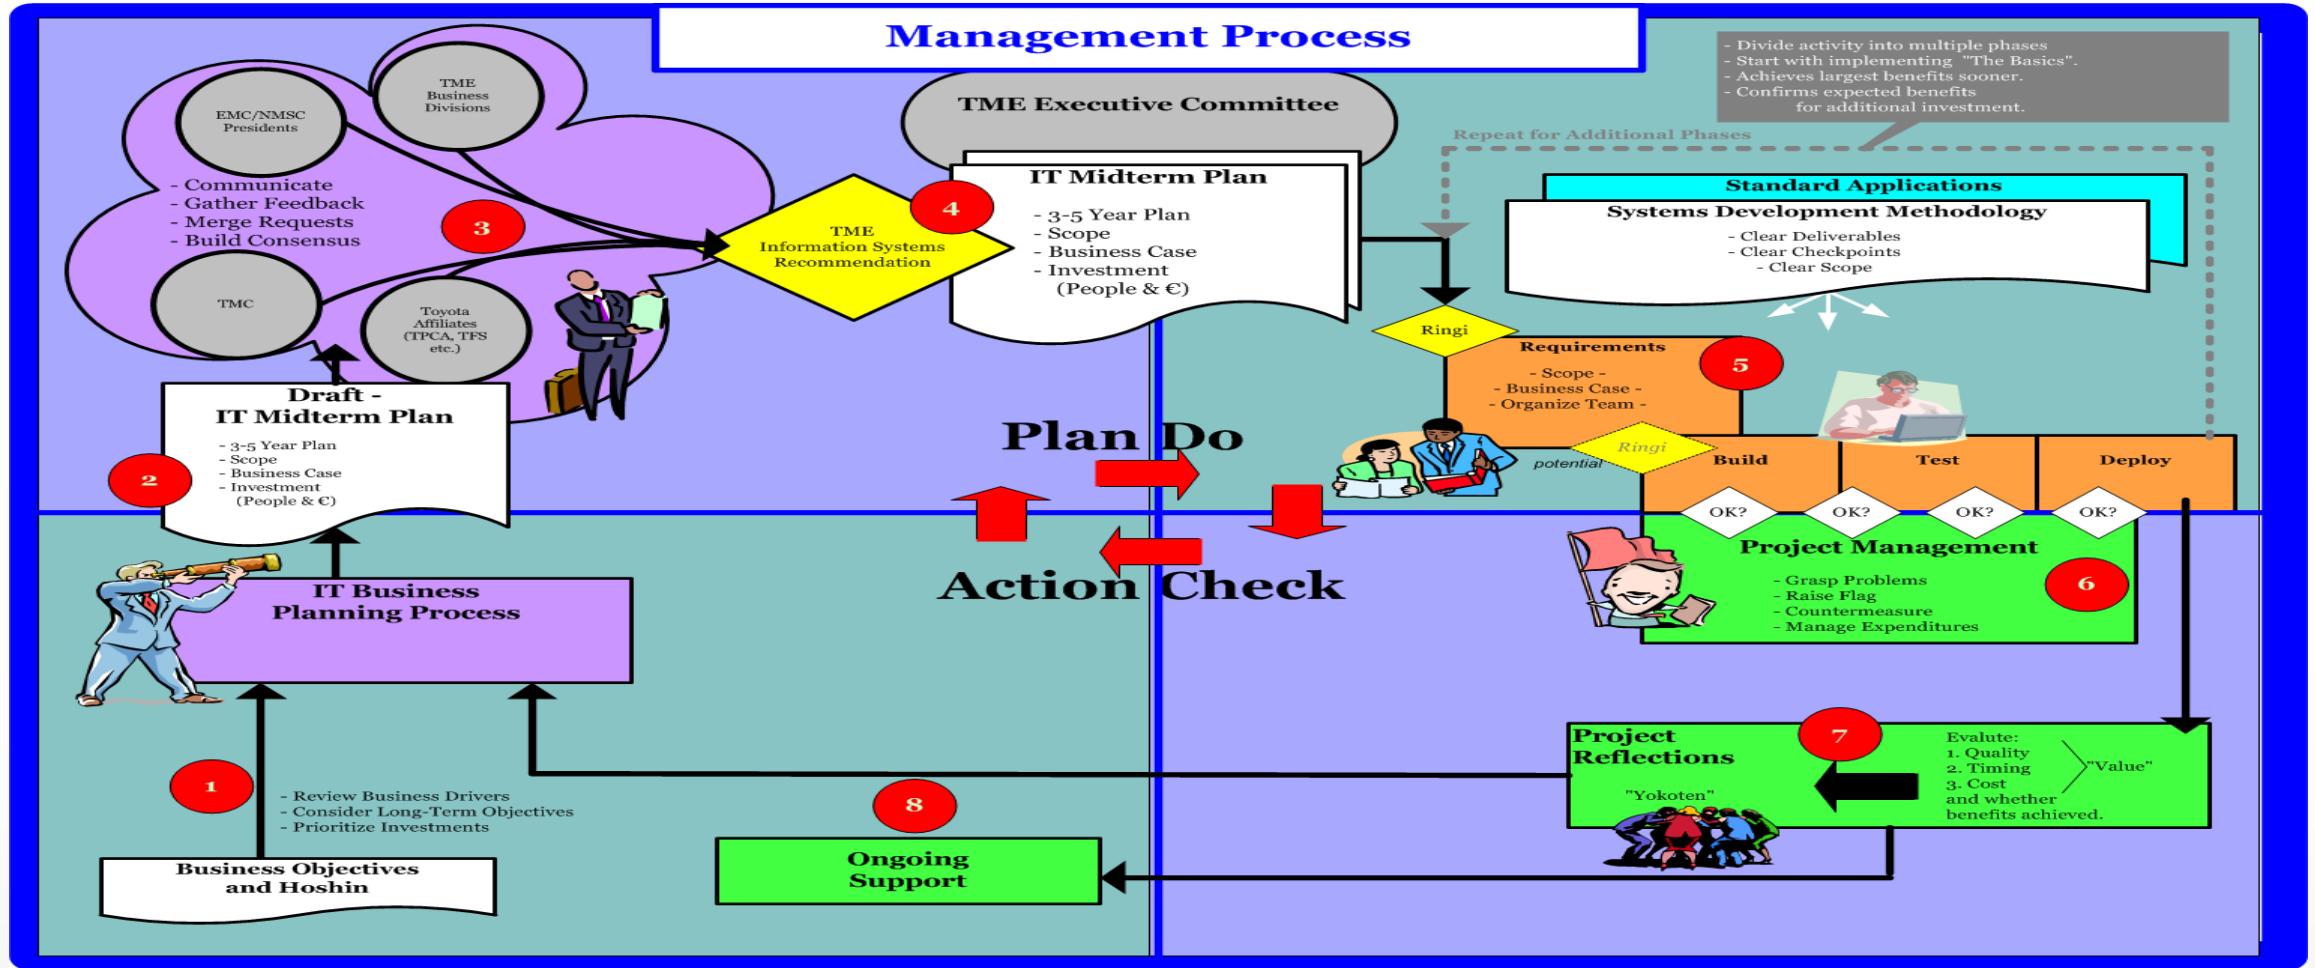 Management Process
TME
Business
Divisions
EMC/NMSC
Presidents
- Communicate
- Gather Feedback
- Merge Requests
- Build Consensus
3
TMC
Toyota
Affiliates
(TPCA, TFS
etc.)
TME
Information Systems
Recommendation
4
TME Executive Committee
IT Midterm Plan
- 3-5 Year Plan
- Scope
- Business Case
- Investment
(People & €)
- Divide activity into multiple phases
- Start with implementing "The Basics".
- Achieves largest benefits sooner.
- Confirms expected benefits
for additional investment.
Repeat for Additional Phases
Standard Applications
Systems Development Methodology
- Clear Deliverables
- Clear Checkpoints
- Clear Scope
Ringi
Requirements
- Scope -
- Business Case -
- Organize Team -
5
Ringi
potential
Build
Test
Deploy
OK?
OK?
OK?
OK?
Draft -
IT Midterm Plan
- 3-5 Year Plan
- Scope
- Business Case
- Investment
(People & €)
2
Plan Do
Action Check
Project Management
- Grasp Problems
- Raise Flag
- Countermeasure
- Manage Expenditures
6
IT Business
Planning Process
1
- Review Business Drivers
- Consider Long-Term Objectives
- Prioritize Investments
Business Objectives
and Hoshin
8
Ongoing
Support
Project
Reflections
"Yokoten"
7
Evalute:
1. Quality
2. Timing
3. Cost
and whether
benefits achieved.
"Value"